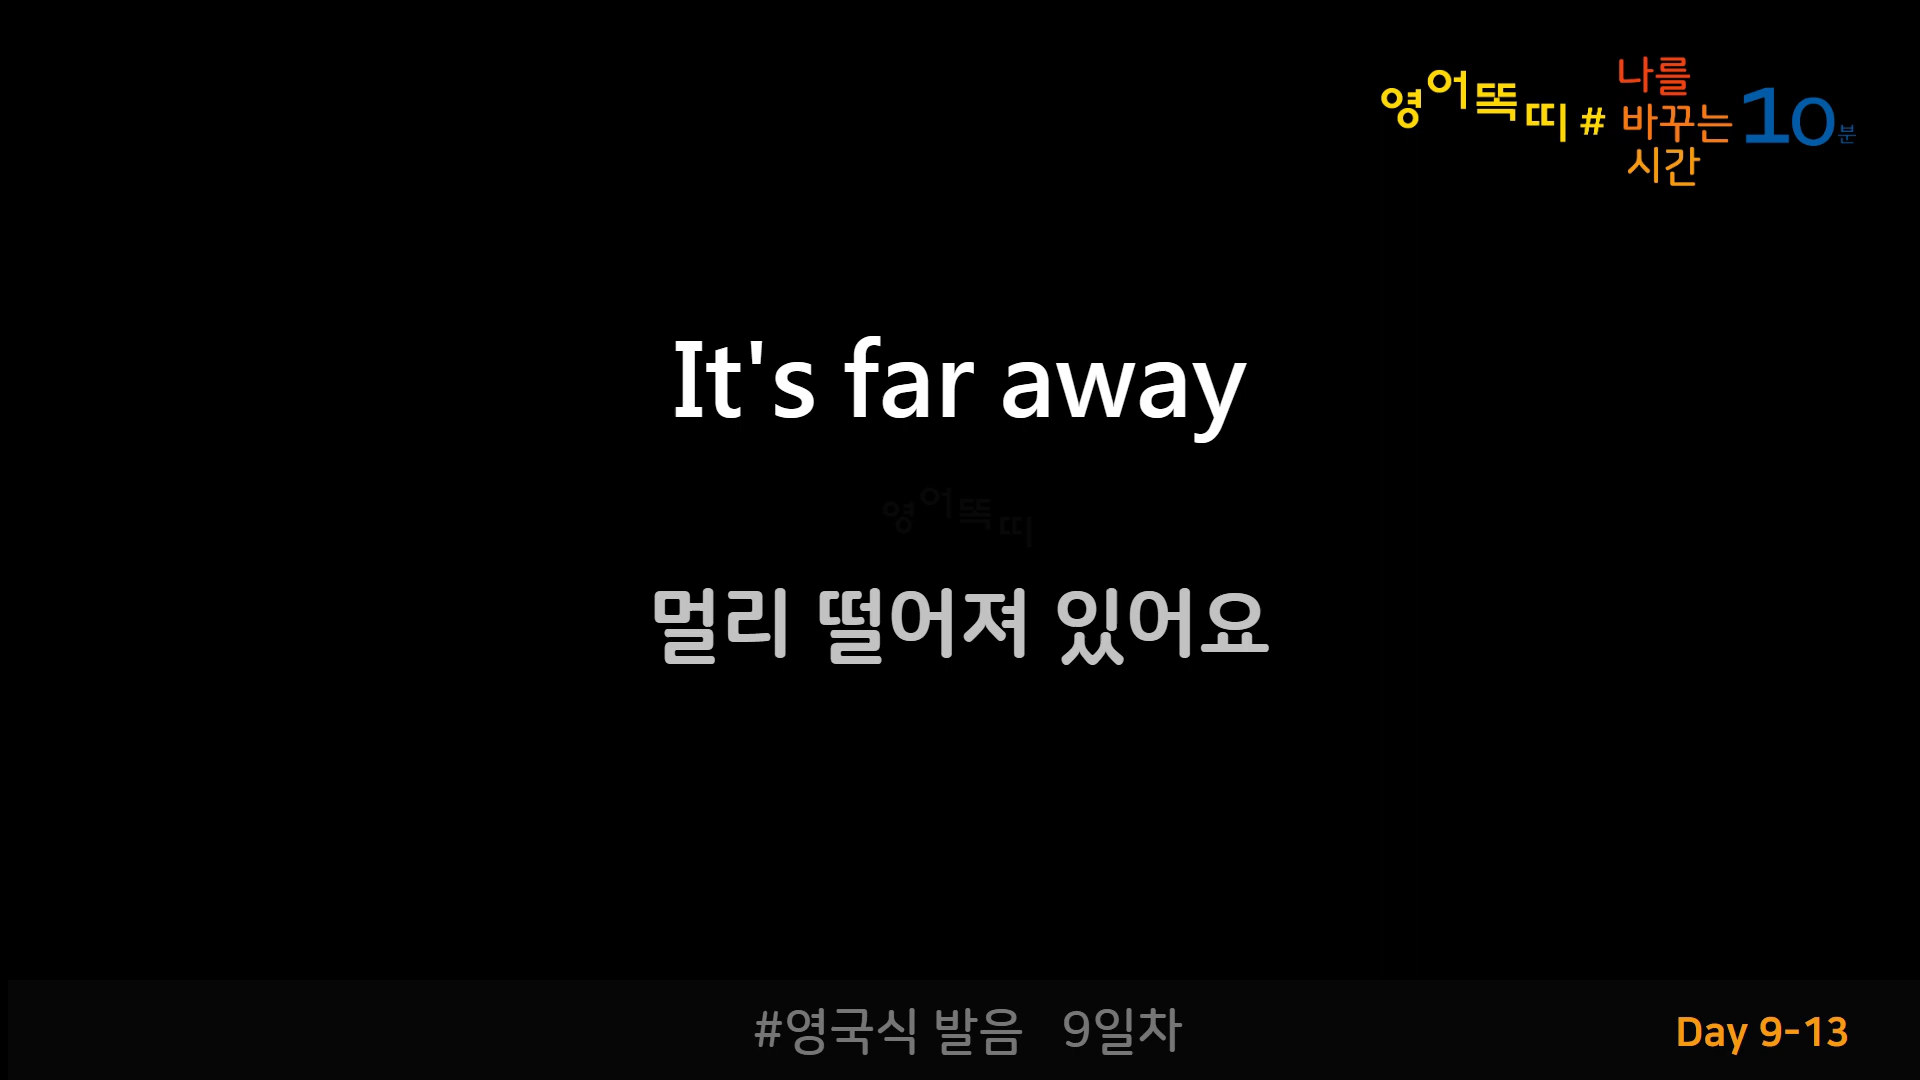 영어똑띠 # 나를 바꾸는 시간 10분
It's far away
영어똑띠
멀리 떨어져 있어요
#영국식 발음 9일차
Day 9-13